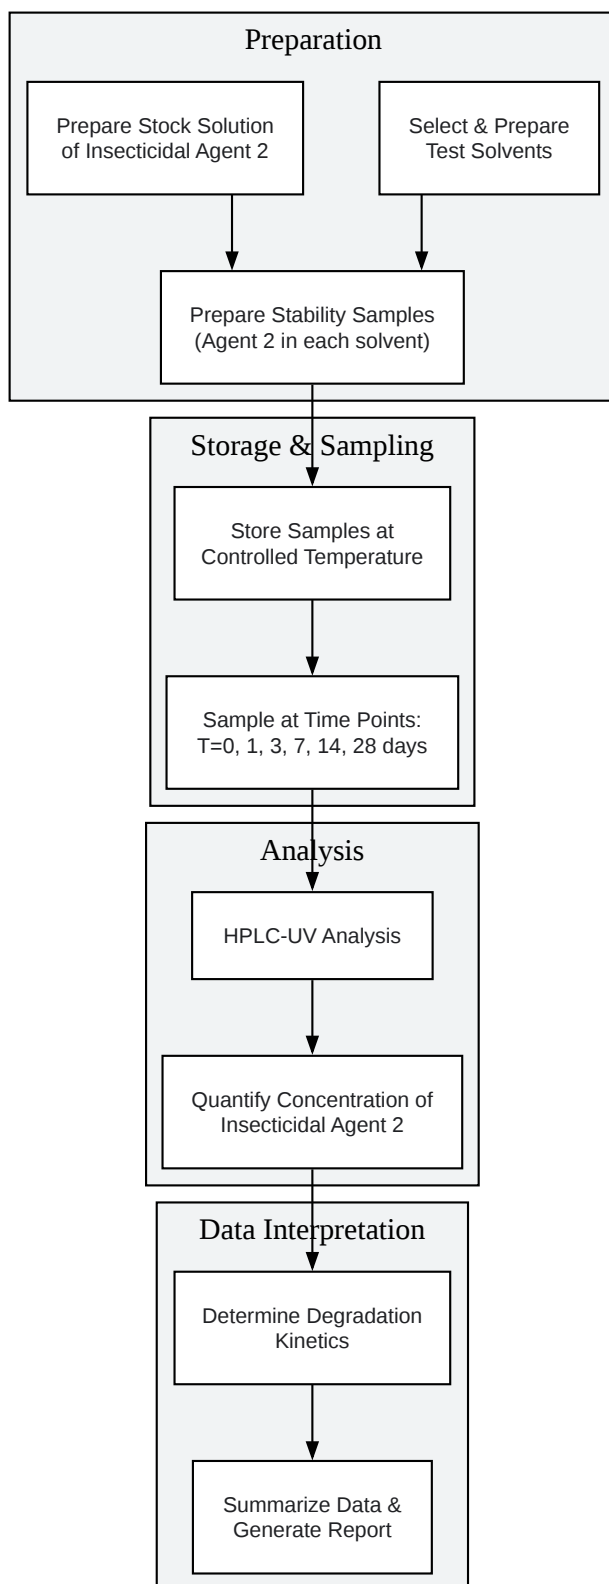 Preparation
Prepare Stock Solution
of Insecticidal Agent 2
Select & Prepare
Test Solvents
Prepare Stability Samples
(Agent 2 in each solvent)
Storage & Sampling
Store Samples at
Controlled Temperature
Sample at Time Points:
T=0, 1, 3, 7, 14, 28 days
Analysis
HPLC-UV Analysis
Quantify Concentration of
Insecticidal Agent 2
Data Interpretation
Determine Degradation
Kinetics
Summarize Data &
Generate Report